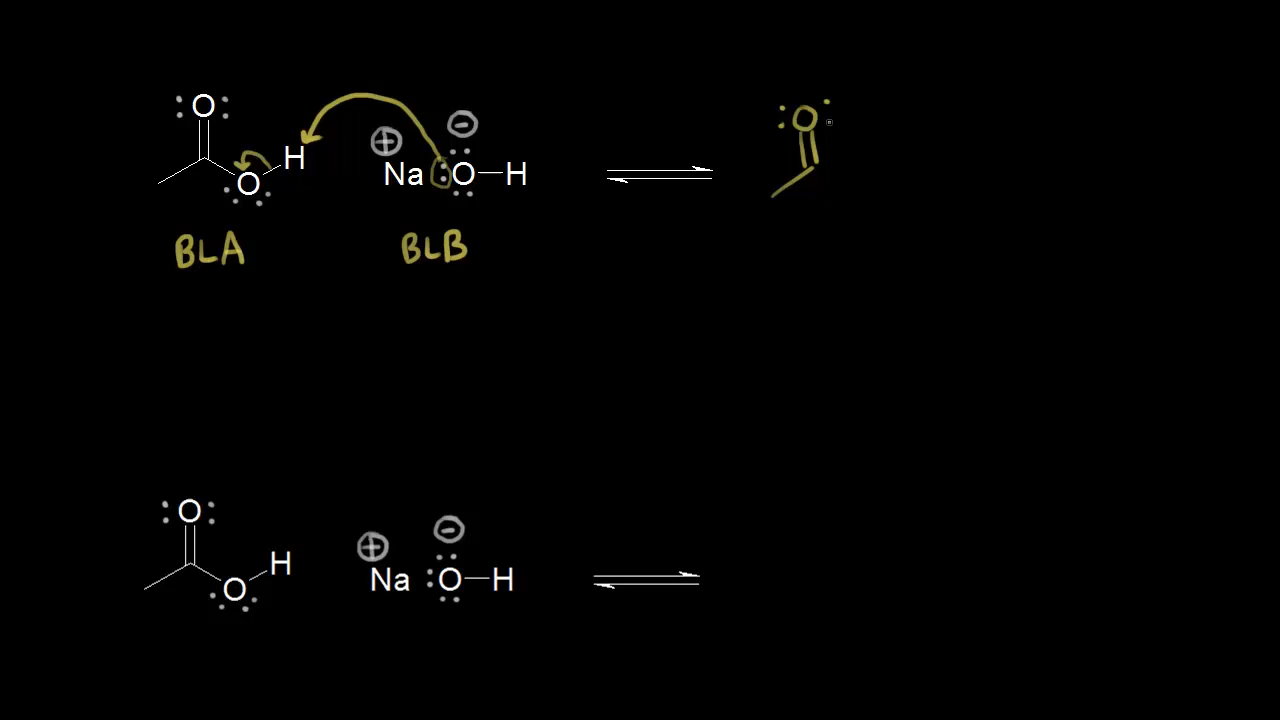 O H ⊕ ⊖ O
O Na O—H
BLA BLB
O ⊕ ⊖
H Na O—H
O